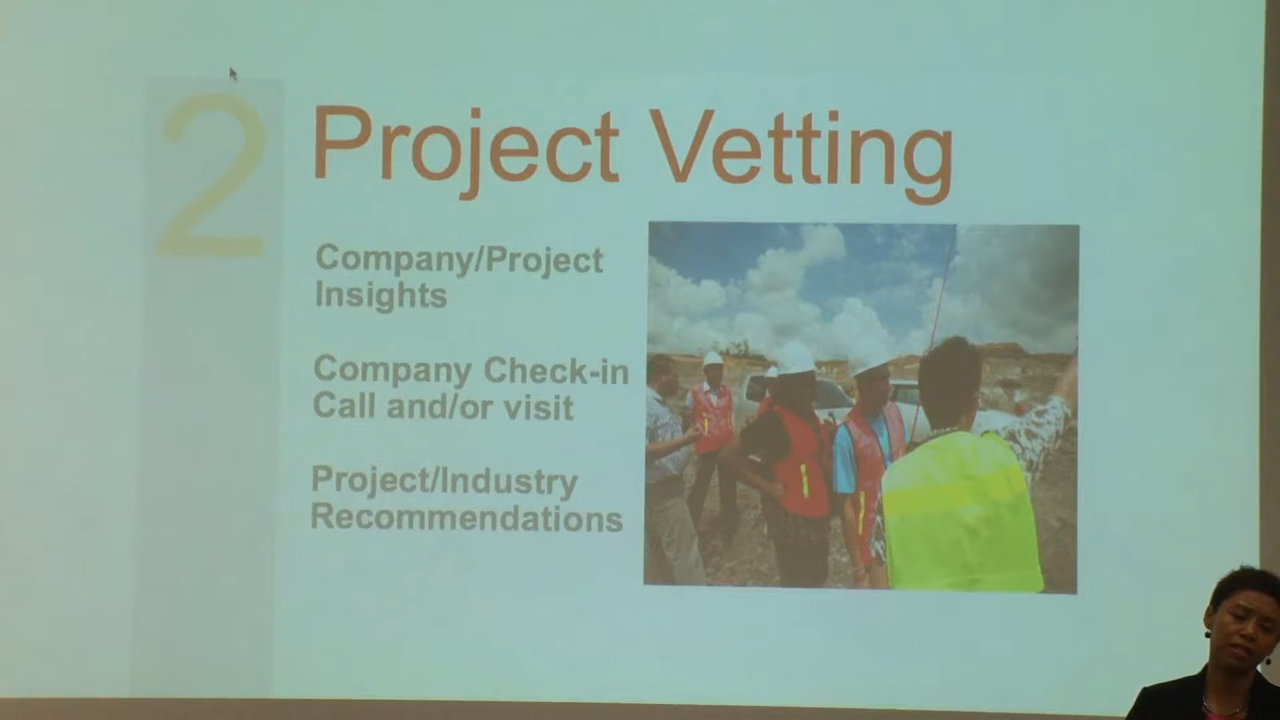 2
Project Vetting
Company/Project
Insights
Company Check-in
Call and/or visit
Project/Industry
Recommendations